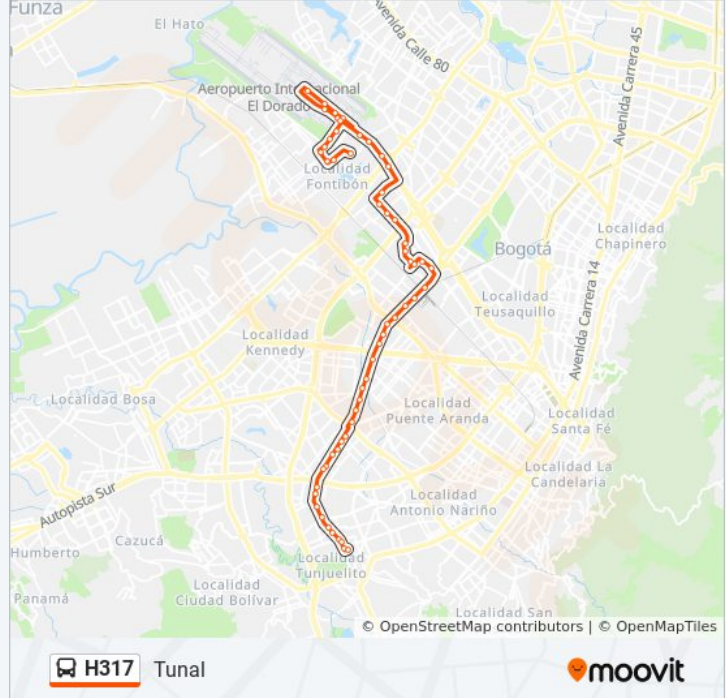 Funza
El Hato
Avenida Calle 80
Avenida Carrera 45
Aeropuerto Inte
nacional
El Dorado
Localidad
Fontibón
Localidad
Chapinero
Bogotá
Localidad
Teusaquillo
Avenida Carrera 14
Localidad
Kennedy
Localidad Bosa
Localidad
Puente Aranda
Localidad
Santa Fé
Localidad La
Candelaria
Autopista Sur
Localidad
Antonio Nariño
Humberto
Cazucá
Localidad
Tunjuelito
Panamá
Localidad
Ciudad Bolívar
Localidad San
© OpenStreetMap contributors | © OpenMapTiles
H317 Tunal
moovit